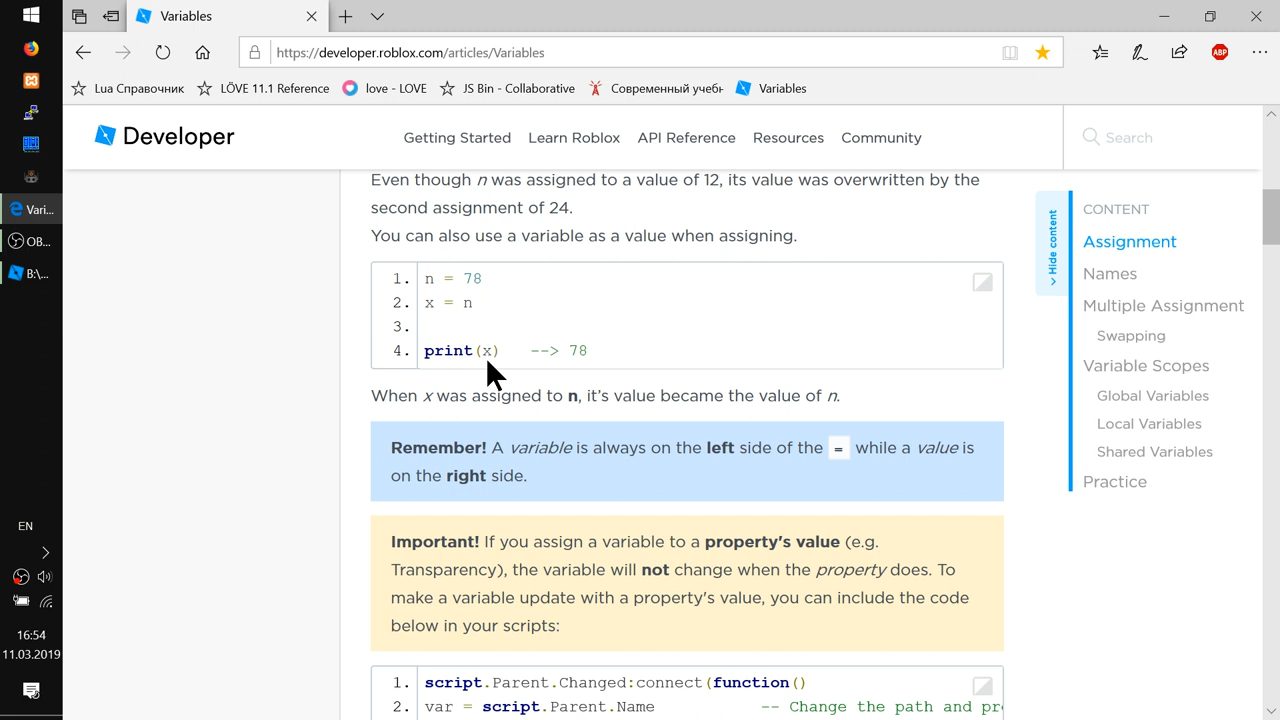 Variables
https://developer.roblox.com/articles/Variables
ABP
Lua Справочник
LÖVE 11.1 Reference
love - LOVE
JS Bin - Collaborative
Современный учебн
Variables
Developer
Getting Started
Learn Roblox
API Reference
Resources
Community
Search
Even though n was assigned to a value of 12, its value was overwritten by the
second assignment of 24.
You can also use a variable as a value when assigning.
1. n = 78
2. x = n
3.
4. print(x)   --> 78
When x was assigned to n, it’s value became the value of n.
Remember! A variable is always on the left side of the = while a value is
on the right side.
Important! If you assign a variable to a property's value (e.g.
Transparency), the variable will not change when the property does. To
make a variable update with a property's value, you can include the code
below in your scripts:
1. script.Parent.Changed:connect(function()
2. var = script.Parent.Name          -- Change the path and pr
Hide content
CONTENT
Assignment
Names
Multiple Assignment
Swapping
Variable Scopes
Global Variables
Local Variables
Shared Variables
Practice
Vari...
OB...
B:\...
EN
16:54
11.03.2019